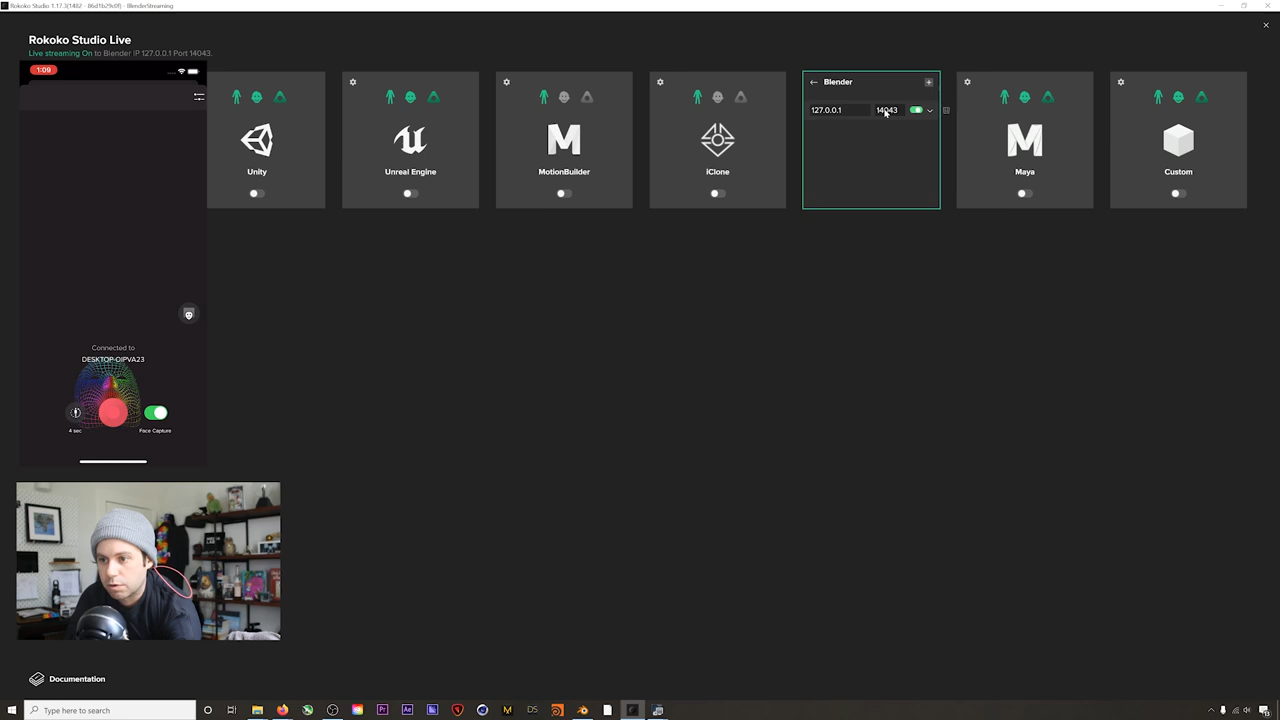 Rokoko Studio 1.17.3(1482 - 86d1b29c0f) - BlenderStreaming
Rokoko Studio Live
Live streaming On to Blender IP 127.0.0.1 Port 14043.
1:09
Blender
127.0.0.1 14043
Unity
Unreal Engine
MotionBuilder
iClone
Maya
Custom
Connected to
DESKTOP-OIPVA23
4 sec
Face Capture
Documentation
Type here to search